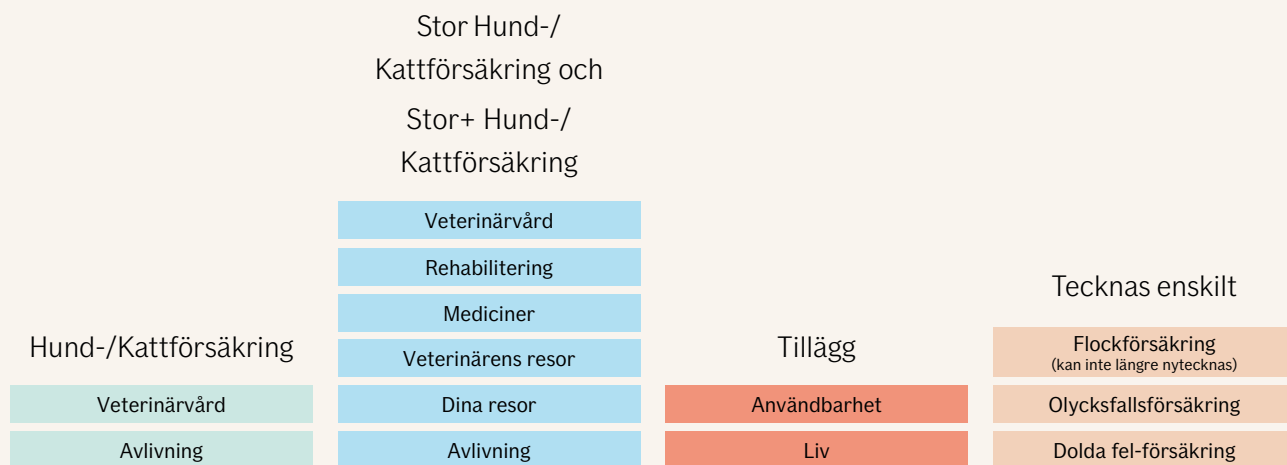 Hund-/Kattförsäkring
Veterinärvård
Avlivning
Stor Hund-/
Kattförsäkring och
Stor+ Hund-/
Kattförsäkring
Veterinärvård
Rehabilitering
Mediciner
Veterinärens resor
Dina resor
Avlivning
Tillägg
Användbarhet
Liv
Tecknas enskilt
Flockförsäkring
(kan inte längre nytecknas)
Olycksfallsförsäkring
Dolda fel-försäkring